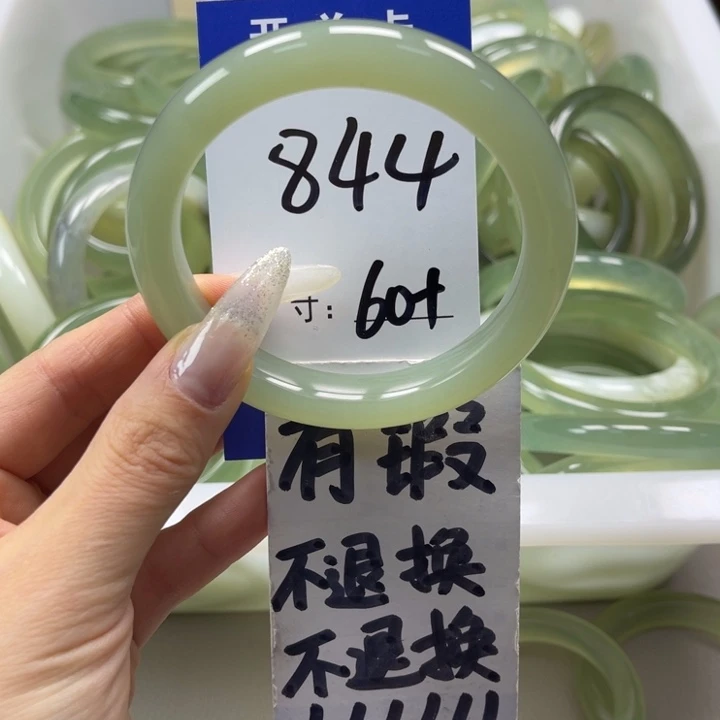 844
寸: 60+
有瑕
不退换
不退换